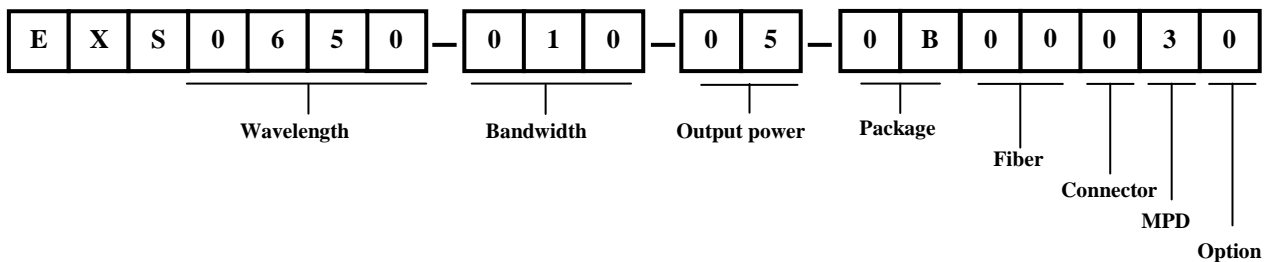 E X S 0 6 5 0 – 0 1 0 – 0 5 – 0 B 0 0 0 3 0
Wavelength Bandwidth Output power Package
Fiber
Connector
MPD
Option